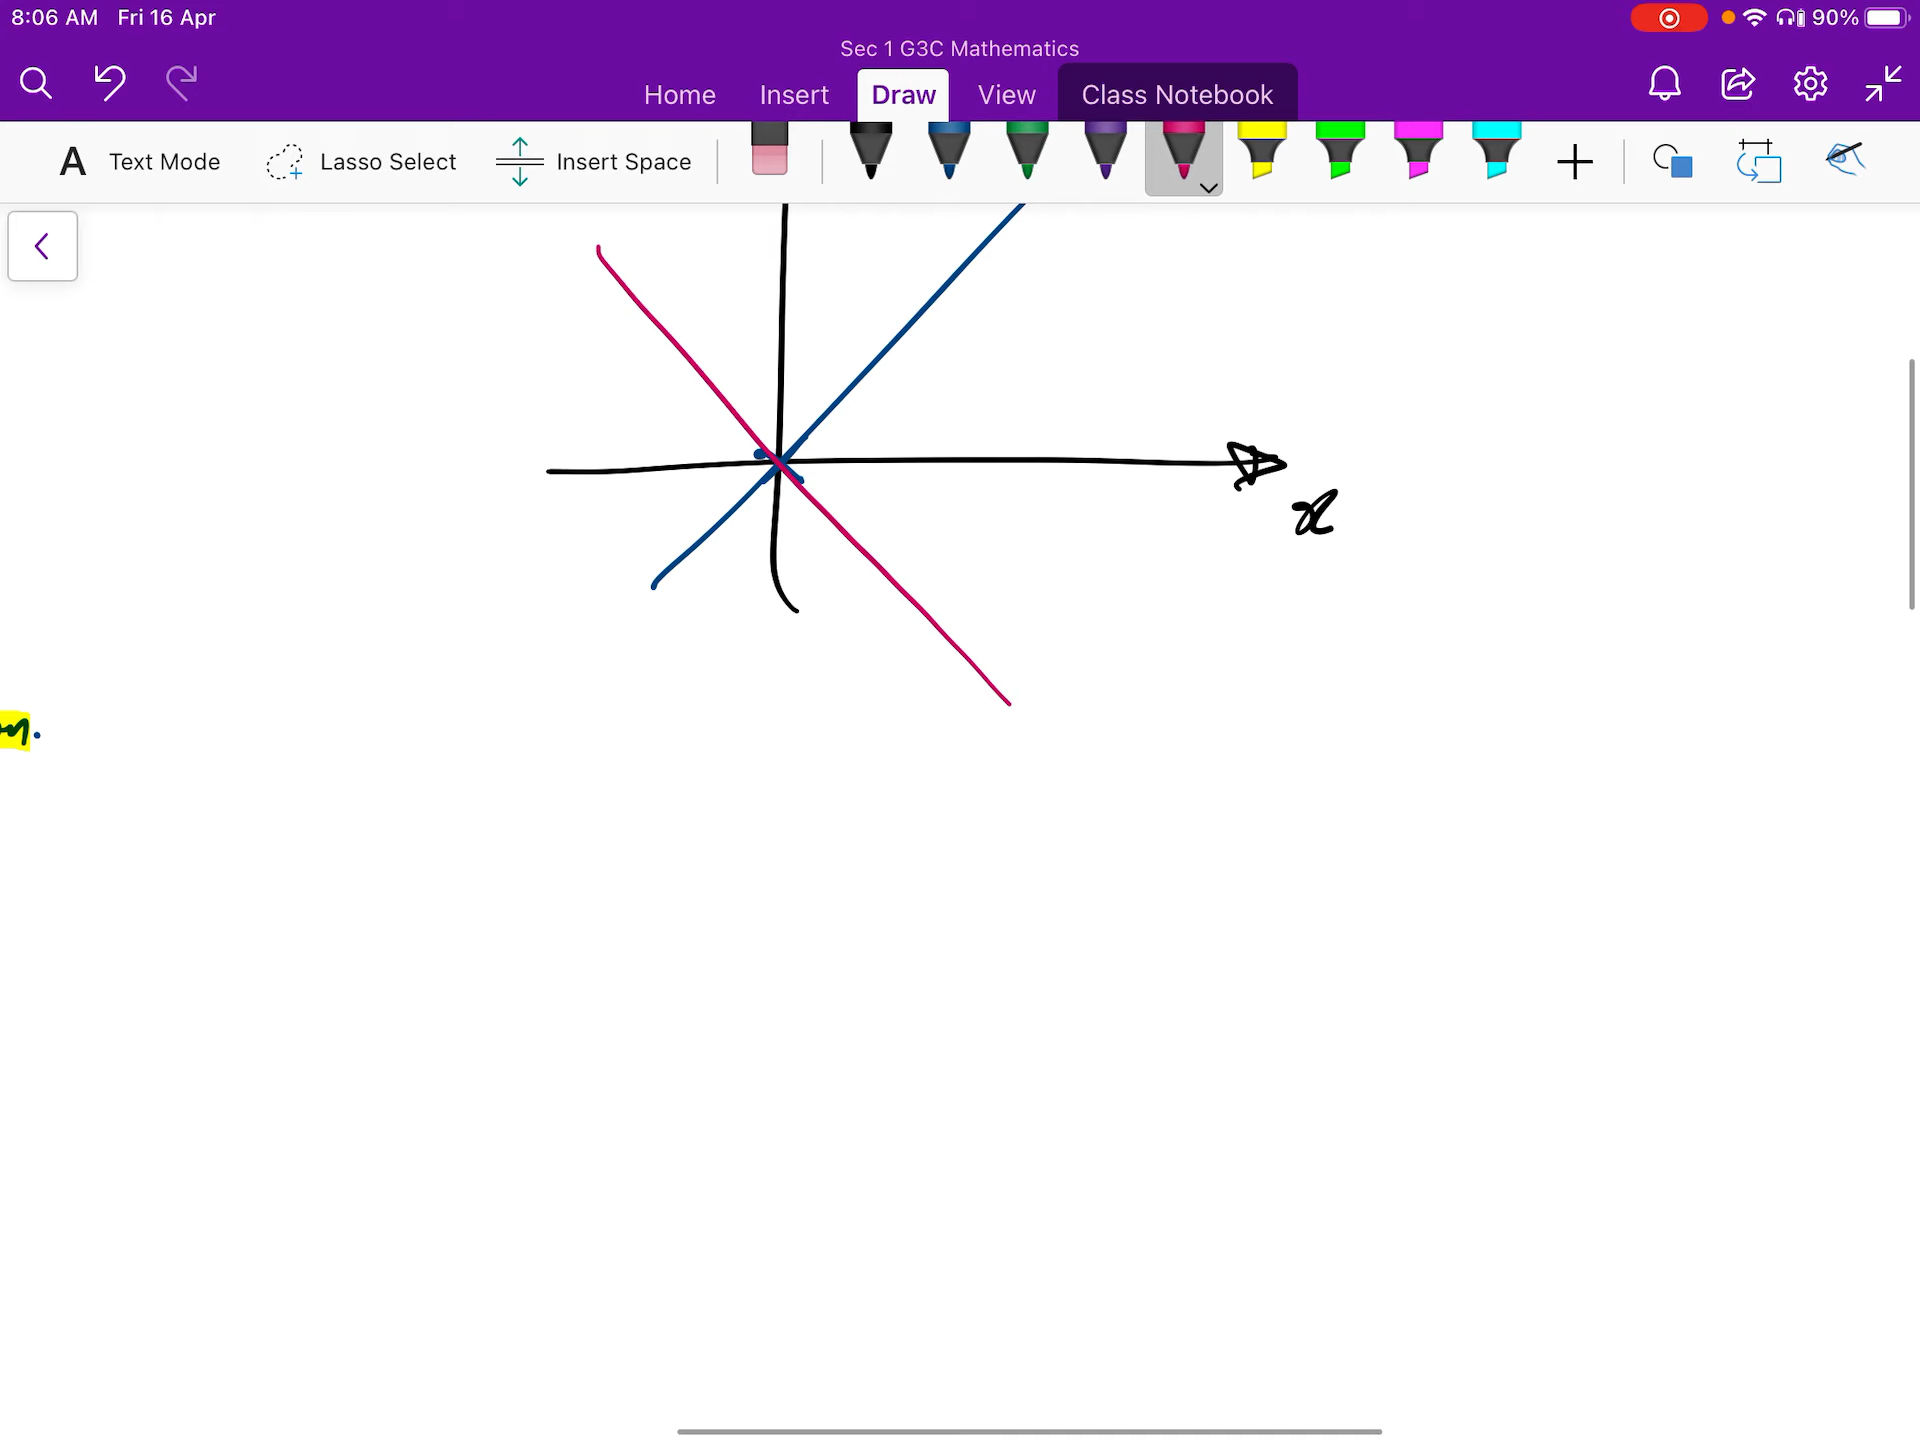 8:06 AM Fri 16 Apr 90%
Sec 1 G3C Mathematics
Home Insert Draw View Class Notebook
A Text Mode Lasso Select Insert Space
x